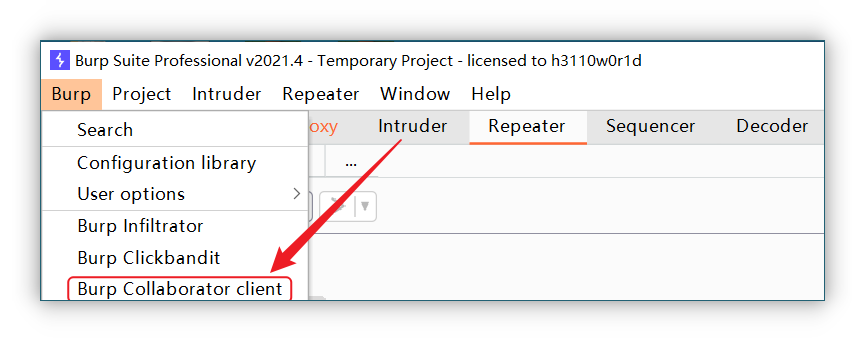 Burp Suite Professional v2021.4 - Temporary Project - licensed to h3110w0r1d
Burp Project Intruder Repeater Window Help
oxy Intruder Repeater Sequencer Decoder
Search
...
Configuration library
User options
Burp Infiltrator
Burp Clickbandit
Burp Collaborator client